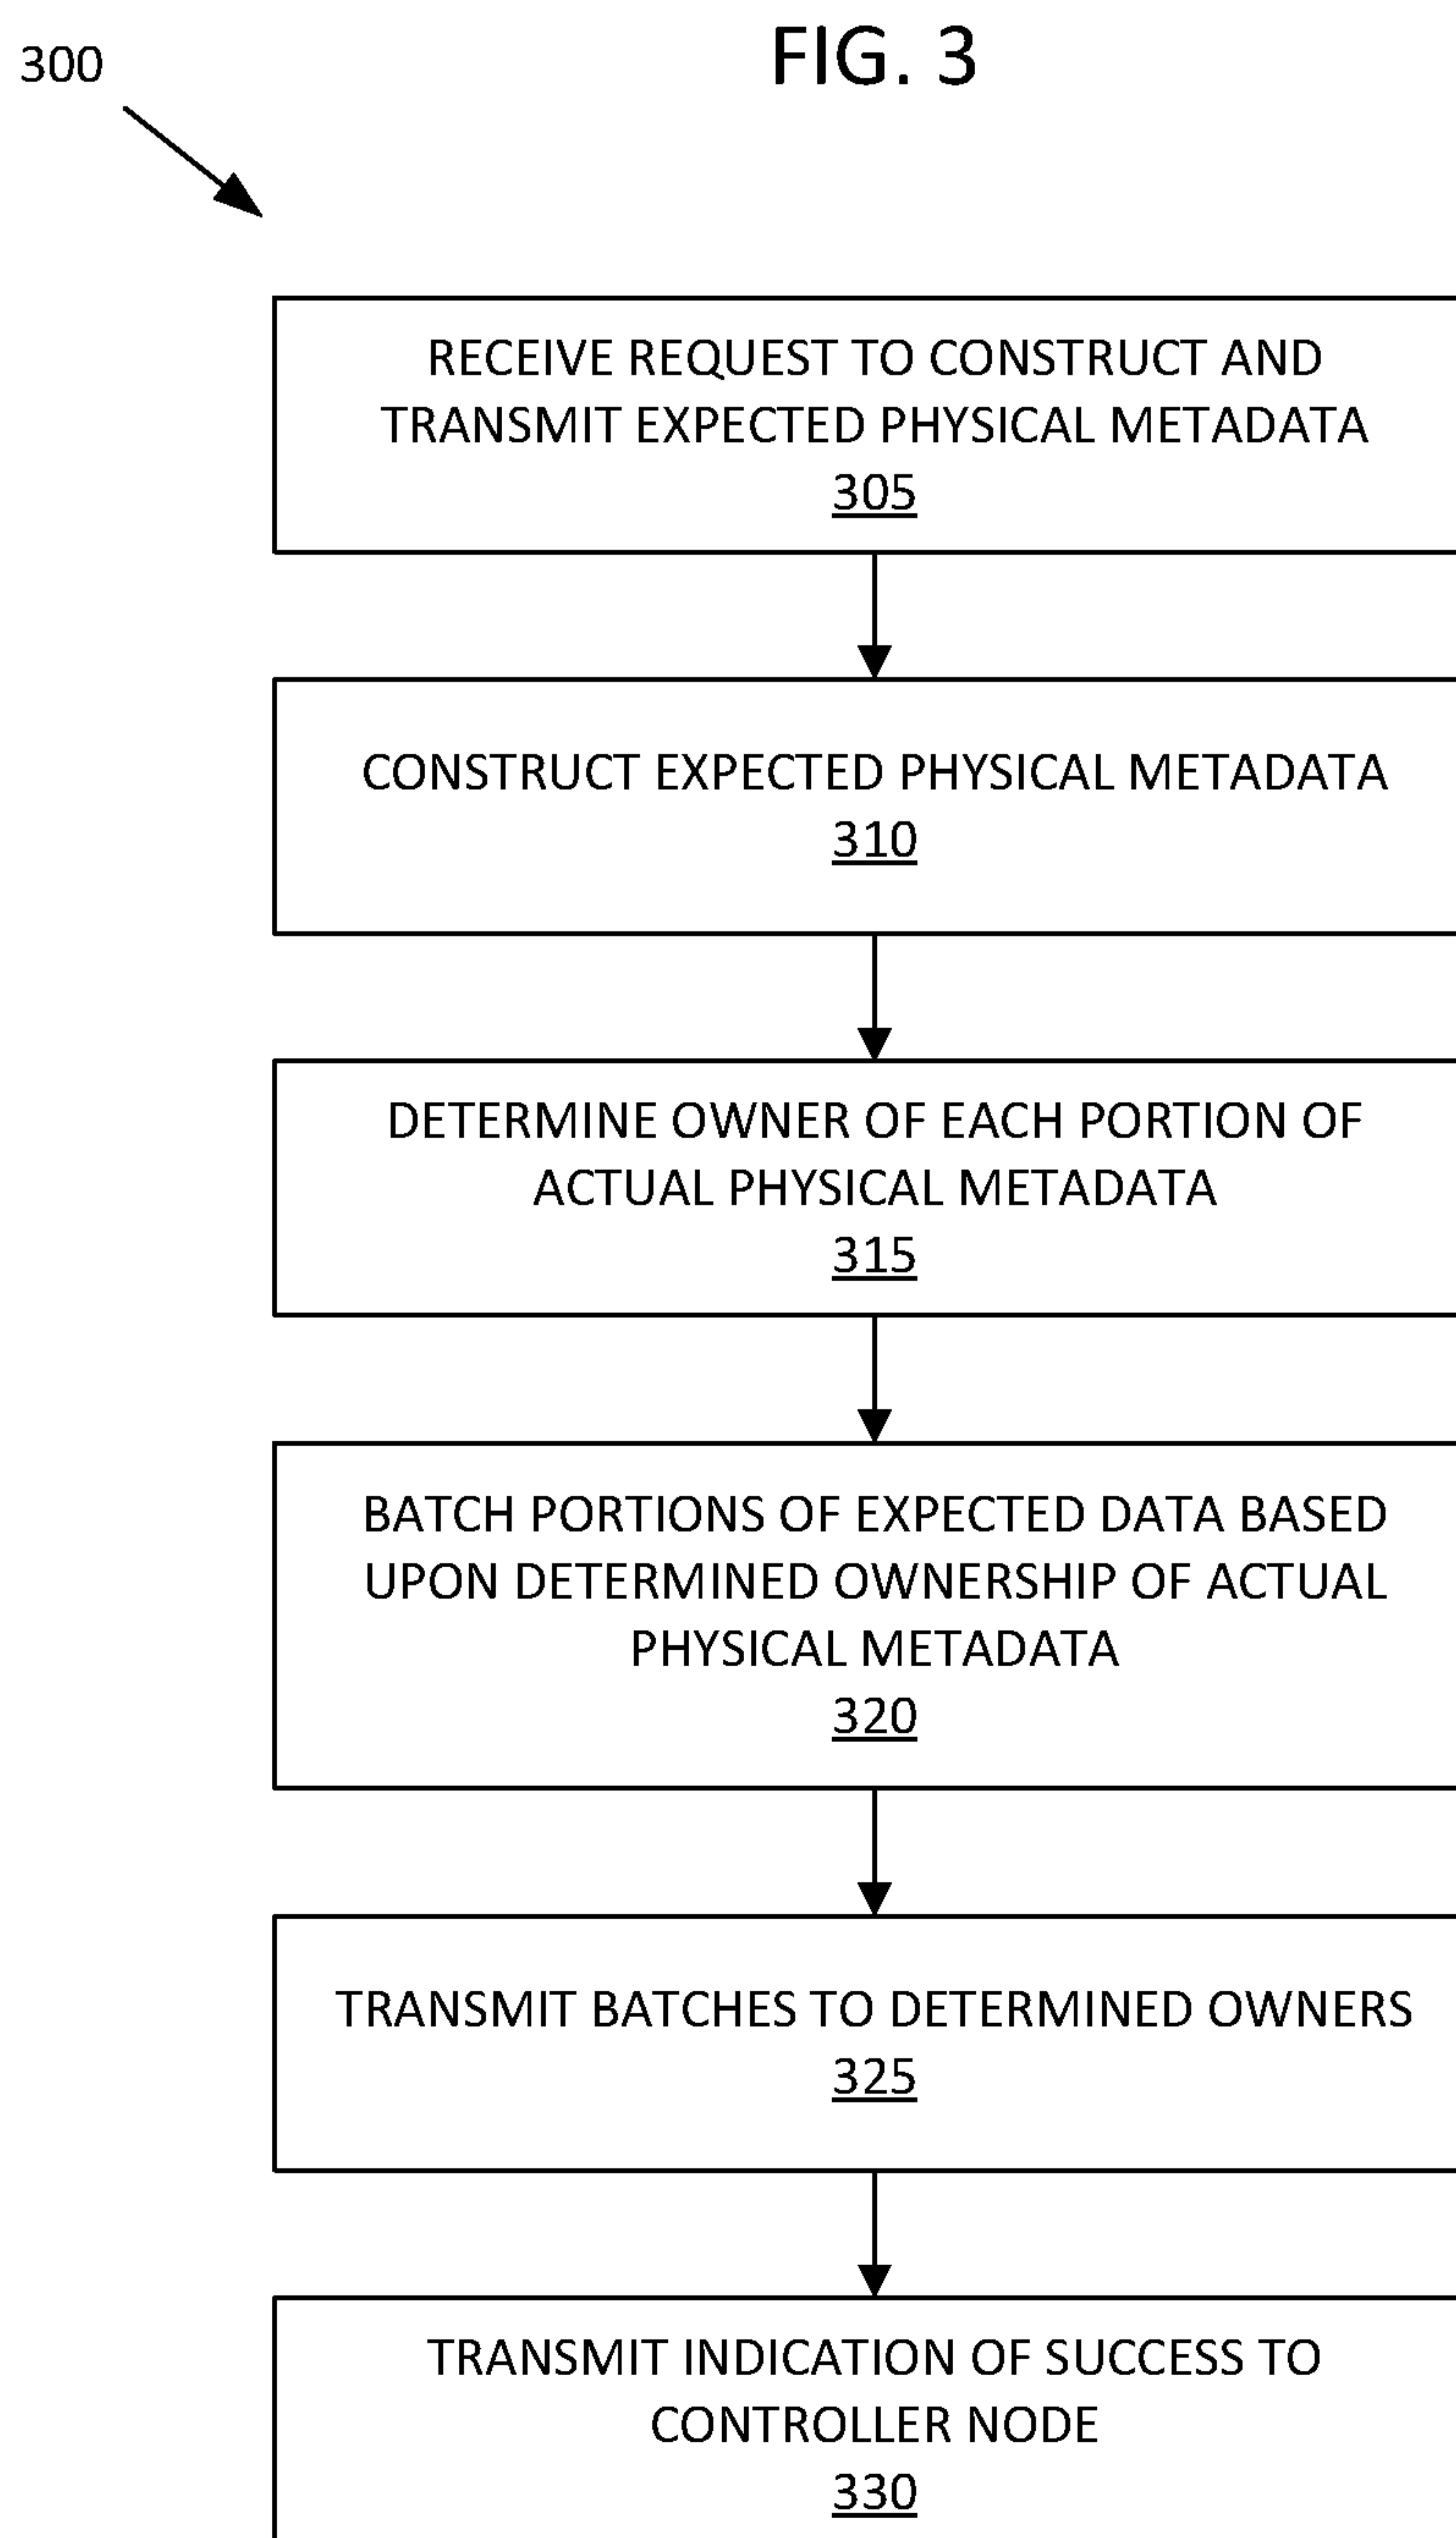 FIG. 3
300
RECEIVE REQUEST TO CONSTRUCT AND
TRANSMIT EXPECTED PHYSICAL METADATA
305
CONSTRUCT EXPECTED PHYSICAL METADATA
310
DETERMINE OWNER OF EACH PORTION OF
ACTUAL PHYSICAL METADATA
315
BATCH PORTIONS OF EXPECTED DATA BASED
UPON DETERMINED OWNERSHIP OF ACTUAL
PHYSICAL METADATA
320
TRANSMIT BATCHES TO DETERMINED OWNERS
325
TRANSMIT INDICATION OF SUCCESS TO
CONTROLLER NODE
330